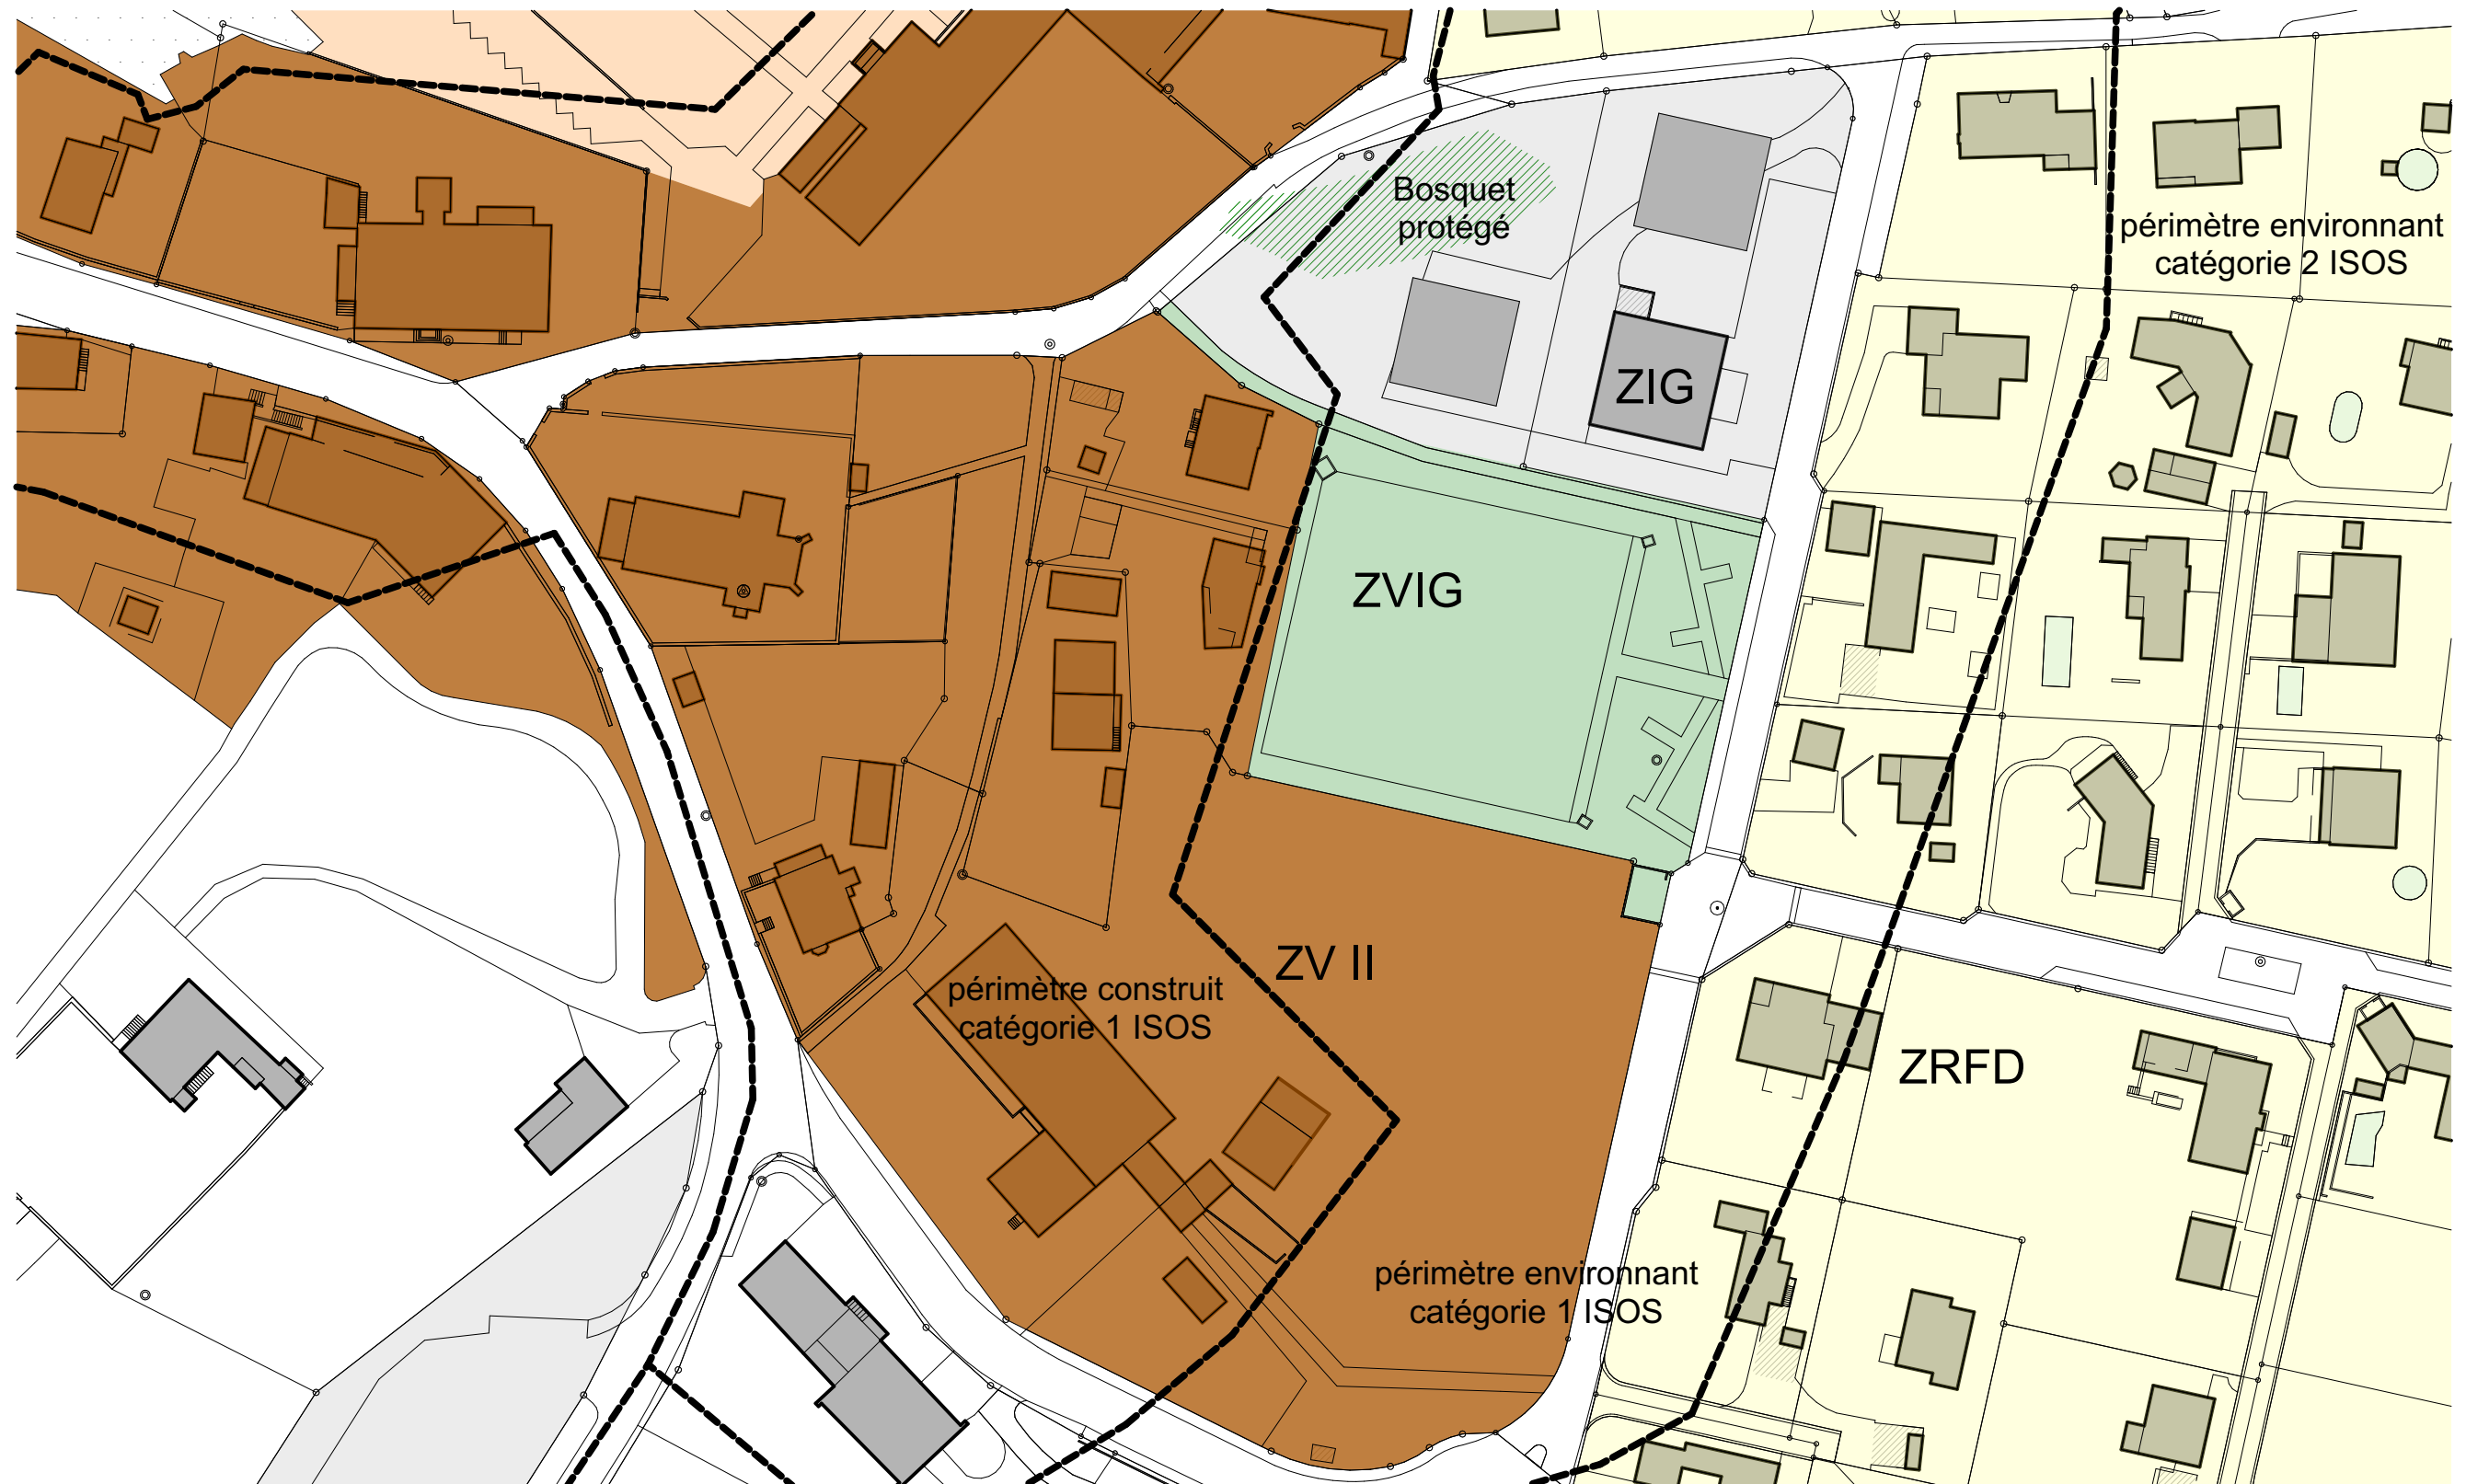 Bosquet
protégé
périmètre environnant
catégorie 2 ISOS
ZIG
ZVIG
ZV II
périmètre construit
catégorie 1 ISOS
ZRFD
périmètre environnant
catégorie 1 ISOS